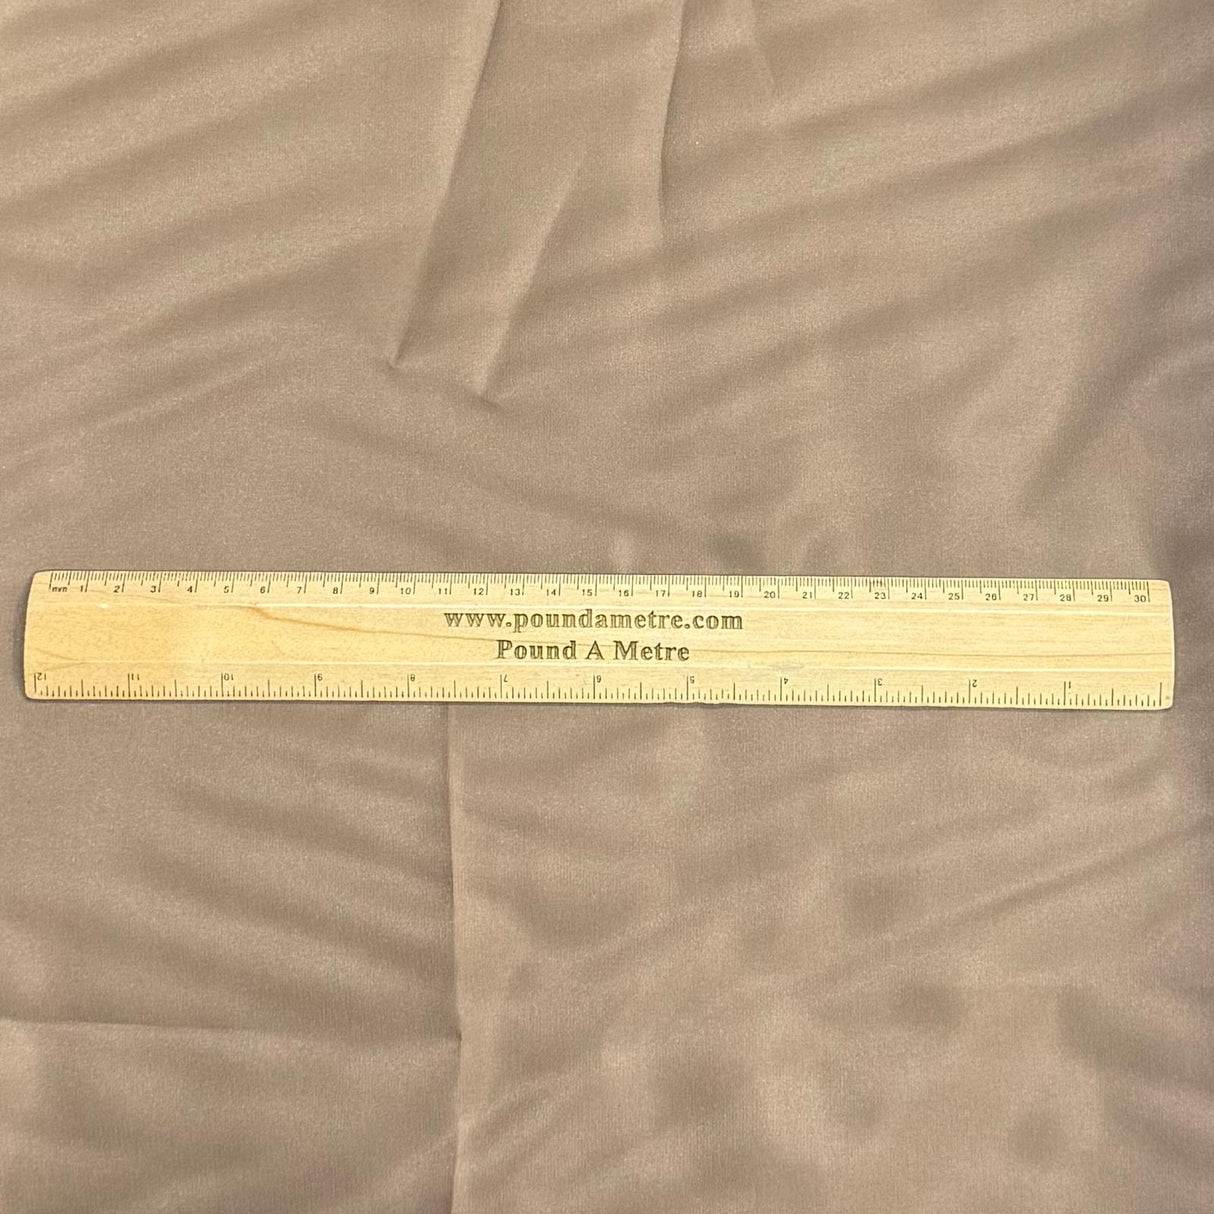 mm 1 2 3 4 5 6 7 8 9 10 11 12 13 14 15 16 17 18 19 20 21 22 23 24 25 26 27 28 29 30
www.poundametre.com
Pound A Metre
12 11 10 9 8 7 6 5 4 3 2 1